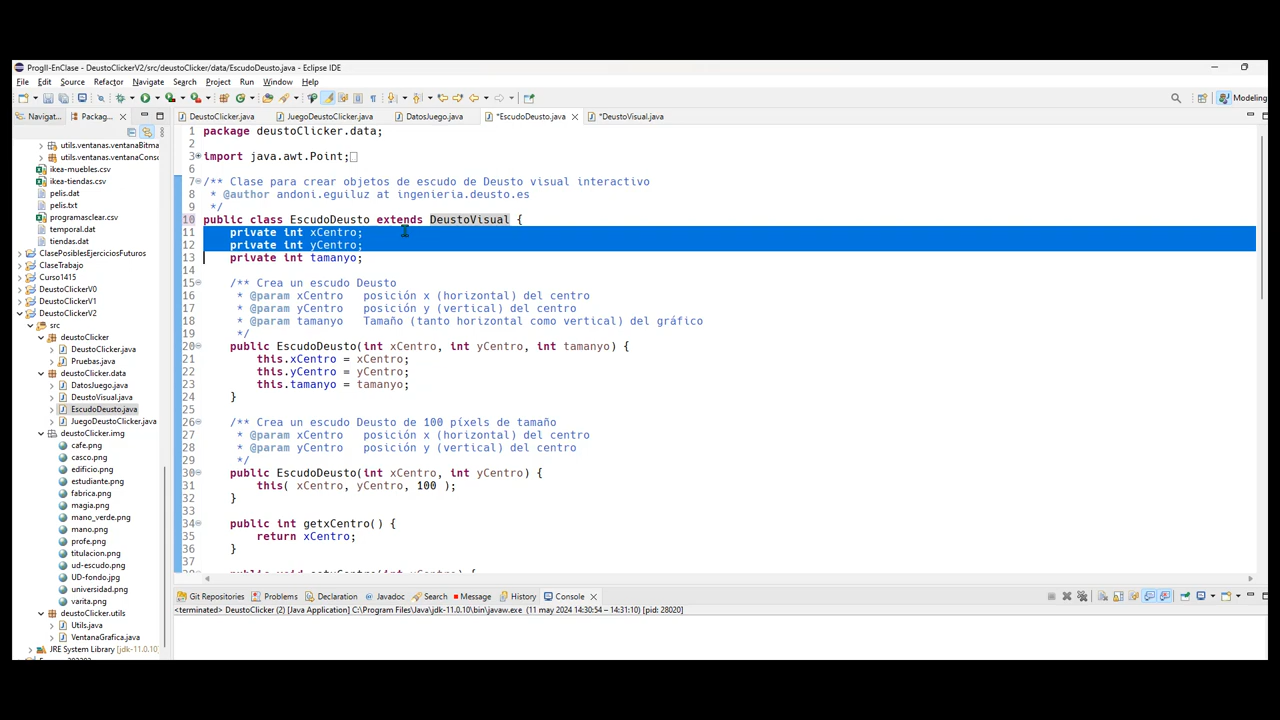 ProgII-EnClase - DeustoClickerV2/src/deustoClicker/data/EscudoDeusto.java - Eclipse IDE
File Edit Source Refactor Navigate Search Project Run Window Help
Modeling
Navigat... Packag...
DeustoClicker.java JuegoDeustoClicker.java DatosJuego.java *EscudoDeusto.java *DeustoVisual.java
utils.ventanas.ventanaBitma
utils.ventanas.ventanaConso
ikea-muebles.csv
ikea-tiendas.csv
pelis.dat
pelis.txt
programasclear.csv
temporal.dat
tiendas.dat
ClasePosiblesEjerciciosFuturos
ClaseTrabajo
Curso1415
DeustoClickerV0
DeustoClickerV1
DeustoClickerV2
src
deustoClicker
DeustoClicker.java
Pruebas.java
deustoClicker.data
DatosJuego.java
DeustoVisual.java
EscudoDeusto.java
JuegoDeustoClicker.java
deustoClicker.img
cafe.png
casco.png
edificio.png
estudiante.png
fabrica.png
magia.png
mano_verde.png
mano.png
profe.png
titulacion.png
ud-escudo.png
UD-fondo.jpg
universidad.png
varita.png
deustoClicker.utils
Utils.java
VentanaGrafica.java
JRE System Library [jdk-11.0.10]
1 package deustoClicker.data;
2
3 import java.awt.Point;
6
7 /** Clase para crear objetos de escudo de Deusto visual interactivo
8 * @author andoni.eguiluz at ingenieria.deusto.es
9 */
10 public class EscudoDeusto extends DeustoVisual {
11 private int xCentro;
12 private int yCentro;
13 private int tamanyo;
14
15 /** Crea un escudo Deusto
16 * @param xCentro posición x (horizontal) del centro
17 * @param yCentro posición y (vertical) del centro
18 * @param tamanyo Tamaño (tanto horizontal como vertical) del gráfico
19 */
20 public EscudoDeusto(int xCentro, int yCentro, int tamanyo) {
21 this.xCentro = xCentro;
22 this.yCentro = yCentro;
23 this.tamanyo = tamanyo;
24 }
25
26 /** Crea un escudo Deusto de 100 píxels de tamaño
27 * @param xCentro posición x (horizontal) del centro
28 * @param yCentro posición y (vertical) del centro
29 */
30 public EscudoDeusto(int xCentro, int yCentro) {
31 this( xCentro, yCentro, 100 );
32 }
33
34 public int getxCentro() {
35 return xCentro;
36 }
37
Git Repositories Problems Declaration Javadoc Search Message History Console
<terminated> DeustoClicker (2) [Java Application] C:\Program Files\Java\jdk-11.0.10\bin\javaw.exe (11 may 2024 14:30:54 – 14:31:10) [pid: 28020]